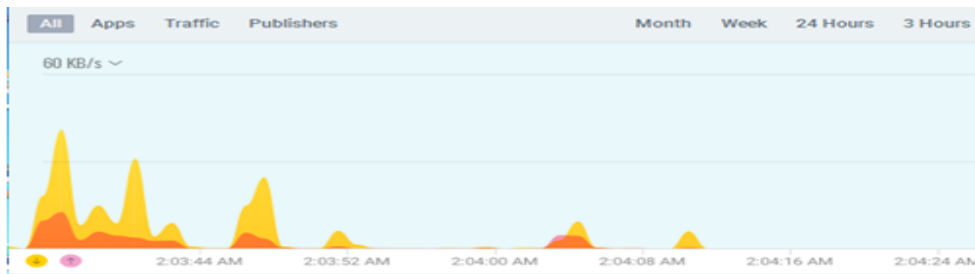 All Apps Traffic Publishers Month Week 24 Hours 3 Hours
60 KB/s
2:03:44 AM 2:03:52 AM 2:04:00 AM 2:04:08 AM 2:04:16 AM 2:04:24 AM